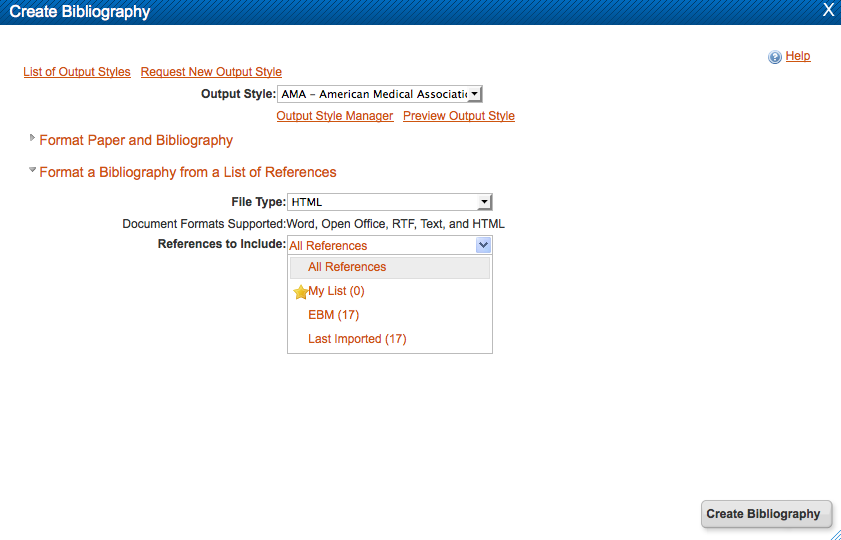 Create Bibliography X
Help
List of Output Styles Request New Output Style
Output Style: AMA - American Medical Associati
Output Style Manager Preview Output Style
Format Paper and Bibliography
Format a Bibliography from a List of References
File Type: HTML
Document Formats Supported:Word, Open Office, RTF, Text, and HTML
References to Include: All References
All References
My List (0)
EBM (17)
Last Imported (17)
Create Bibliography